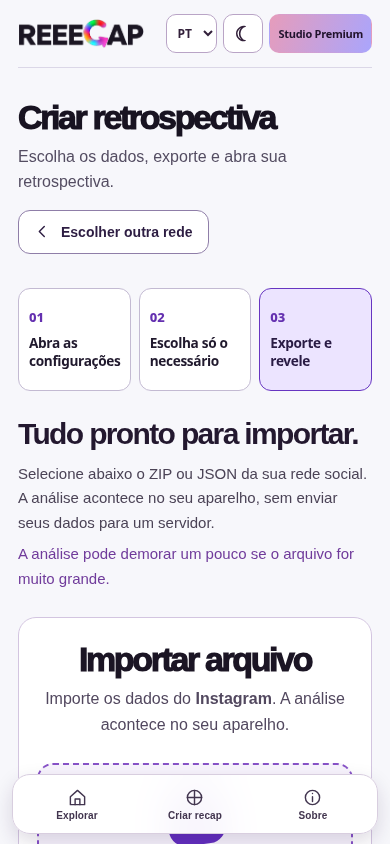 REEECAP
PT
Studio Premium
Criar retrospectiva
Escolha os dados, exporte e abra sua
retrospectiva.
Escolher outra rede
01
Abra as
configurações
02
Escolha só o
necessário
03
Exporte e
revele
Tudo pronto para importar.
Selecione abaixo o ZIP ou JSON da sua rede social.
A análise acontece no seu aparelho, sem enviar
seus dados para um servidor.
A análise pode demorar um pouco se o arquivo for
muito grande.
Importar arquivo
Importe os dados do Instagram. A análise
acontece no seu aparelho.
Explorar
Criar recap
Sobre